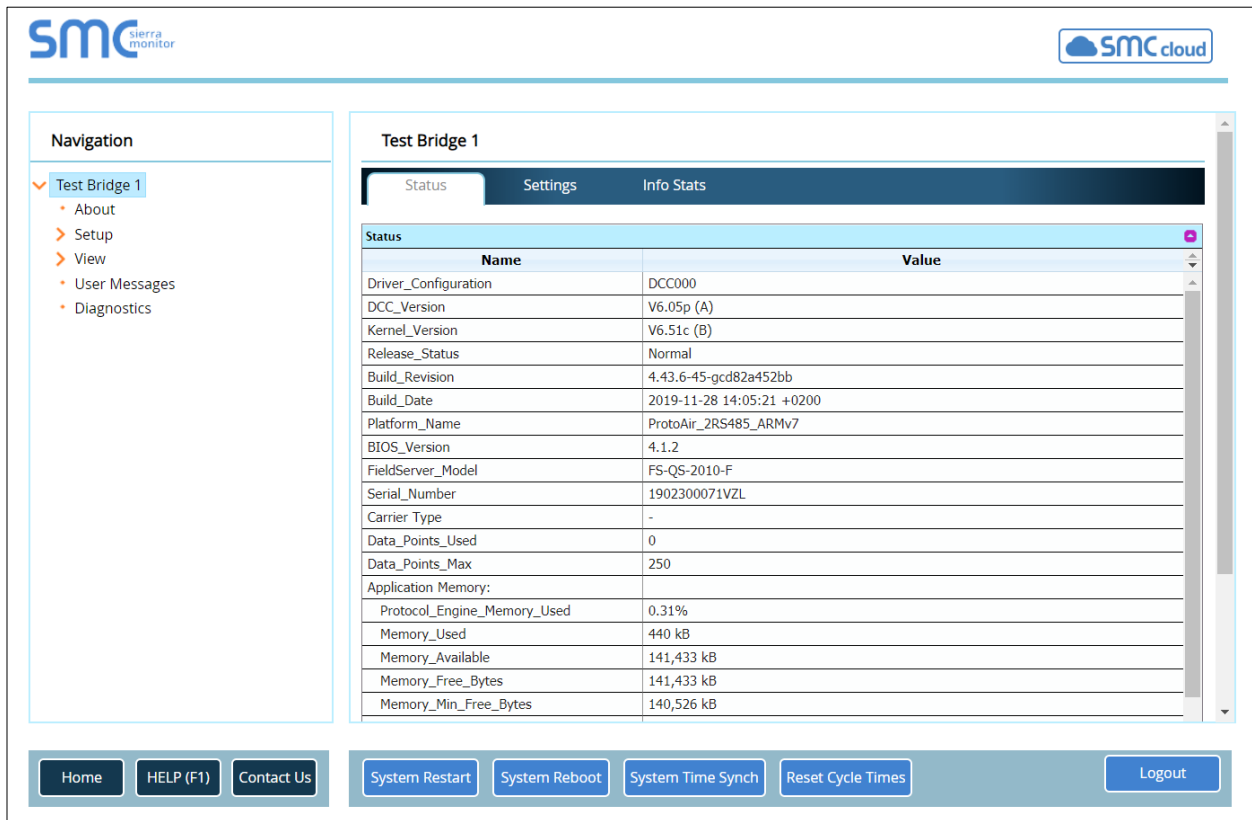 SMC sierra monitor
SMC cloud
Navigation
Test Bridge 1
About
Setup
View
User Messages
Diagnostics
Test Bridge 1
Status Settings Info Stats
Status
Name Value
Driver_Configuration DCC000
DCC_Version V6.05p (A)
Kernel_Version V6.51c (B)
Release_Status Normal
Build_Revision 4.43.6-45-gcd82a452bb
Build_Date 2019-11-28 14:05:21 +0200
Platform_Name ProtoAir_2RS485_ARMv7
BIOS_Version 4.1.2
FieldServer_Model FS-QS-2010-F
Serial_Number 1902300071VZL
Carrier Type -
Data_Points_Used 0
Data_Points_Max 250
Application Memory:
Protocol_Engine_Memory_Used 0.31%
Memory_Used 440 kB
Memory_Available 141,433 kB
Memory_Free_Bytes 141,433 kB
Memory_Min_Free_Bytes 140,526 kB
Home HELP (F1) Contact Us System Restart System Reboot System Time Synch Reset Cycle Times Logout